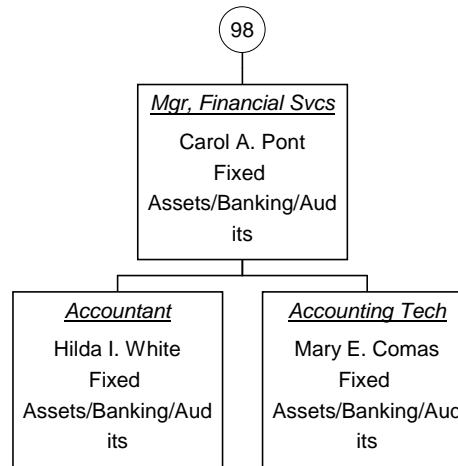 98
Mgr, Financial Svcs
Carol A. Pont
Fixed
Assets/Banking/Aud
its
Accountant
Hilda I. White
Fixed
Assets/Banking/Aud
its
Accounting Tech
Mary E. Comas
Fixed
Assets/Banking/Aud
its